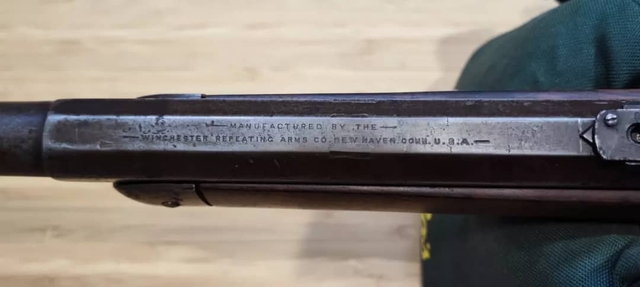 — MANUFACTURED BY THE —
— WINCHESTER REPEATING ARMS CO. NEW HAVEN CONN. U.S.A. —